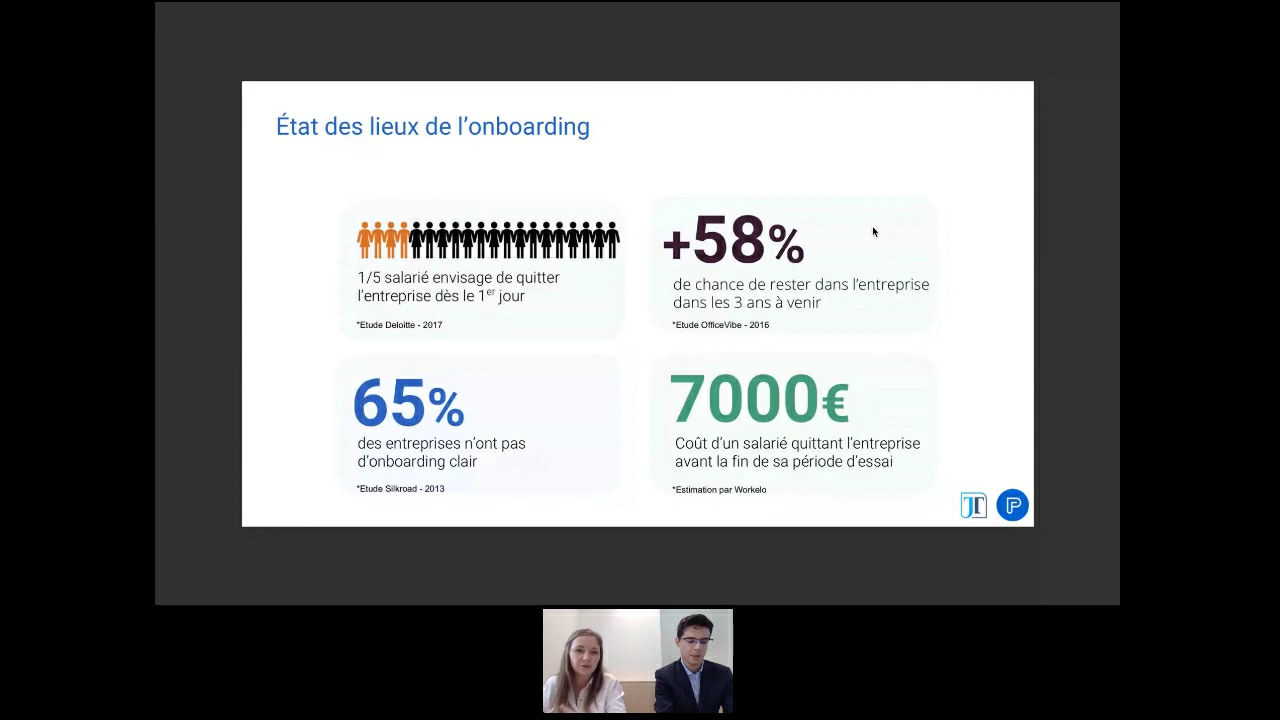 État des lieux de l'onboarding
1/5 salarié envisage de quitter
l'entreprise dès le 1er jour
*Etude Deloitte - 2017
+58%
de chance de rester dans l'entreprise
dans les 3 ans à venir
*Etude OfficeVibe - 2016
65%
des entreprises n'ont pas
d'onboarding clair
*Etude Silkroad - 2013
7000€
Coût d'un salarié quittant l'entreprise
avant la fin de sa période d'essai
*Estimation par Workelo